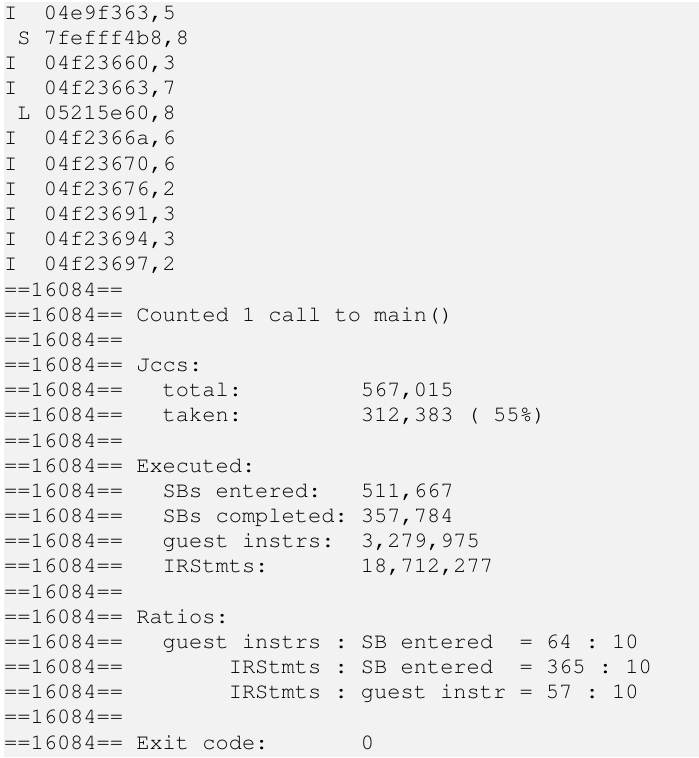 I  04e9f363,5
 S 7fefff4b8,8
I  04f23660,3
I  04f23663,7
 L 05215e60,8
I  04f2366a,6
I  04f23670,6
I  04f23676,2
I  04f23691,3
I  04f23694,3
I  04f23697,2
==16084==
==16084== Counted 1 call to main()
==16084==
==16084== Jccs:
==16084==   total:         567,015
==16084==   taken:         312,383 ( 55%)
==16084==
==16084== Executed:
==16084==   SBs entered:   511,667
==16084==   SBs completed: 357,784
==16084==   guest instrs:  3,279,975
==16084==   IRStmts:       18,712,277
==16084==
==16084== Ratios:
==16084==   guest instrs : SB entered  = 64 : 10
==16084==        IRStmts : SB entered  = 365 : 10
==16084==        IRStmts : guest instr = 57 : 10
==16084==
==16084== Exit code:       0